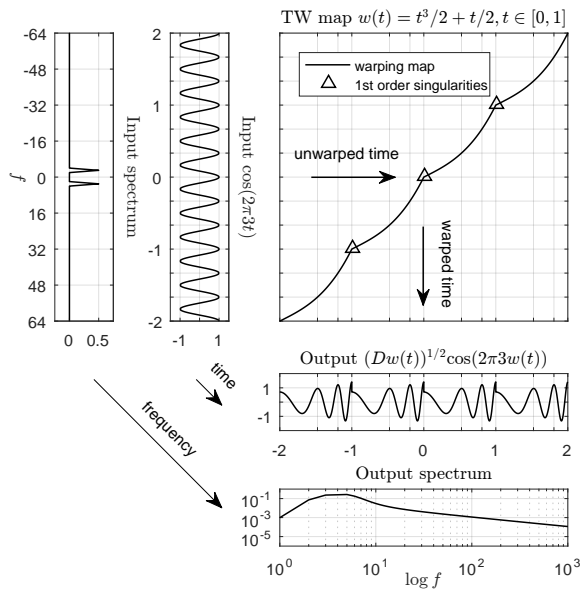 TW map w(t) = t^3/2 + t/2, t ∈ [0, 1]
-64
-48
-32
-16
0
16
32
48
64
f
0 0.5
Input spectrum
2
1
0
-1
-2
-1 1
Input cos(2π3t)
warping map
1st order singularities
unwarped time
warped time
time
frequency
Output (Dw(t))^1/2 cos(2π3w(t))
1
-1
-2 -1 0 1 2
Output spectrum
10^-1
10^-3
10^-5
10^0 10^1 10^2 10^3
log f